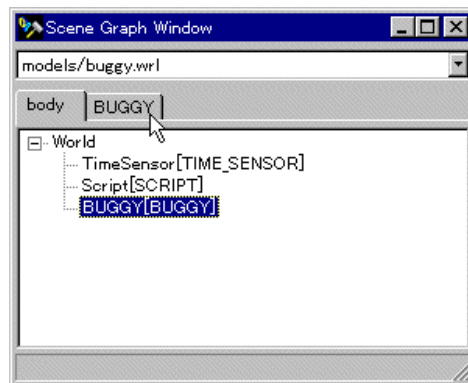 Scene Graph Window
models/buggy.wrl
body BUGGY
World
TimeSensor[TIME_SENSOR]
Script[SCRIPT]
BUGGY[BUGGY]